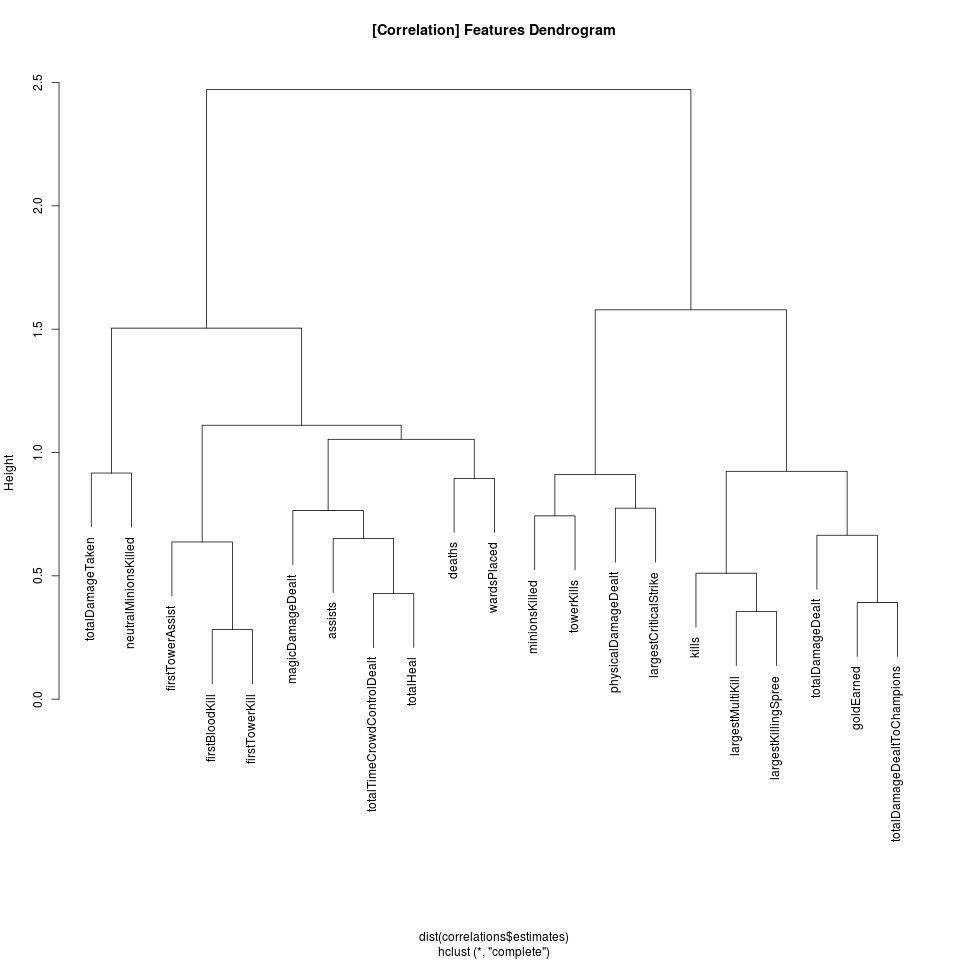 [Correlation] Features Dendrogram
Height
2.5
2.0
1.5
1.0
0.5
0.0
totalDamageTaken
neutralMinionsKilled
firstTowerAssist
firstBloodKill
firstTowerKill
magicDamageDealt
assists
totalTimeCrowdControlDealt
totalHeal
deaths
wardsPlaced
minionsKilled
towerKills
physicalDamageDealt
largestCriticalStrike
kills
largestMultiKill
largestKillingSpree
totalDamageDealt
goldEarned
totalDamageDealtToChampions
dist(correlations$estimates)
hclust (*, "complete")